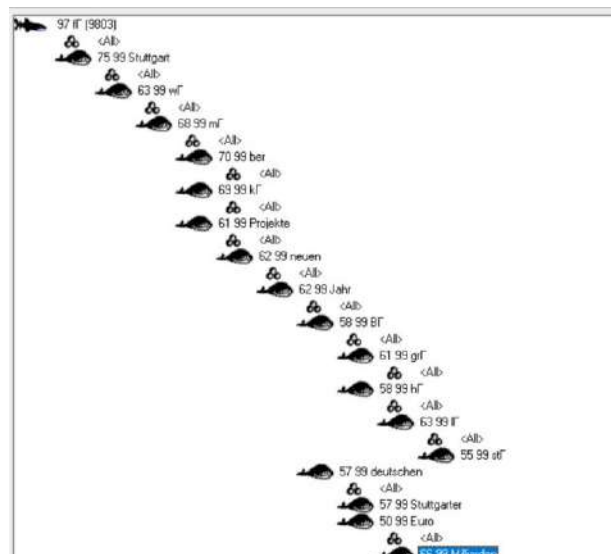 97 fГ (9803)
<All>
75 99 Stuttgart
<All>
63 99 wГ
<All>
68 99 mГ
<All>
70 99 ber
<All>
69 99 kГ
<All>
61 99 Projekte
<All>
62 99 neuen
<All>
62 99 Jahr
<All>
58 99 BГ
<All>
61 99 grГ
<All>
58 99 hГ
<All>
63 99 lГ
<All>
55 99 stГ
57 99 deutschen
<All>
57 99 Stuttgarter
50 99 Euro
<All>